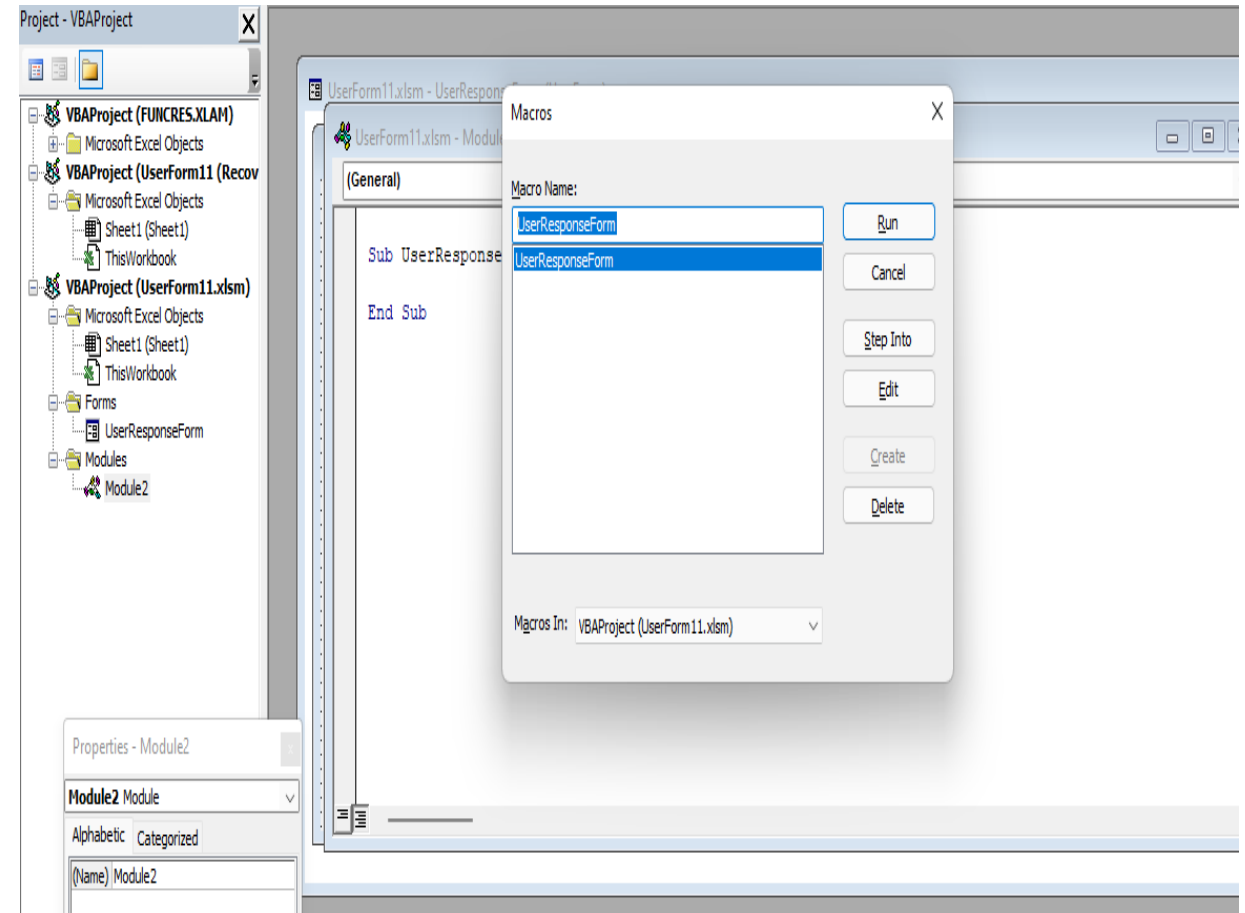 Project - VBAProject
X
VBAProject (FUNCRES.XLAM)
Microsoft Excel Objects
VBAProject (UserForm11 (Recov
Microsoft Excel Objects
Sheet1 (Sheet1)
ThisWorkbook
VBAProject (UserForm11.xlsm)
Microsoft Excel Objects
Sheet1 (Sheet1)
ThisWorkbook
Forms
UserResponseForm
Modules
Module2
Properties - Module2
Module2 Module
Alphabetic Categorized
(Name) Module2
UserForm11.xlsm - UserRespons
UserForm11.xlsm - Module
(General)
Sub UserResponse
End Sub
Macros
Macro Name:
UserResponseForm
UserResponseForm
Run
Cancel
Step Into
Edit
Create
Delete
Macros In: VBAProject (UserForm11.xlsm)